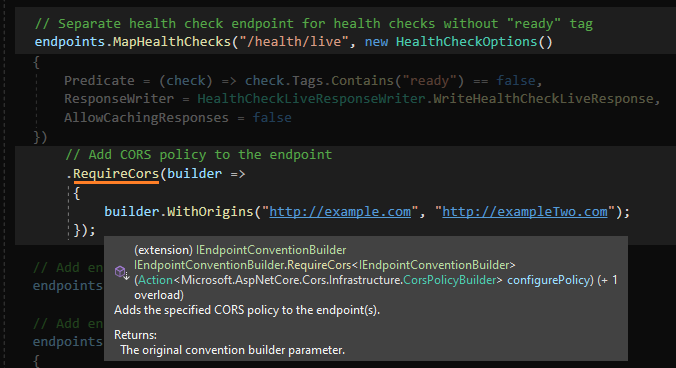 // Separate health check endpoint for health checks without "ready" tag
endpoints.MapHealthChecks("/health/live", new HealthCheckOptions()
{
Predicate = (check) => check.Tags.Contains("ready") == false,
ResponseWriter = HealthCheckLiveResponseWriter.WriteHealthCheckLiveResponse,
AllowCachingResponses = false
})
// Add CORS policy to the endpoint
.RequireCors(builder =>
{
builder.WithOrigins("http://example.com", "http://exampleTwo.com");
});
(extension) IEndpointConventionBuilder
IEndpointConventionBuilder.RequireCors<IEndpointConventionBuilder>
(Action<Microsoft.AspNetCore.Cors.Infrastructure.CorsPolicyBuilder> configurePolicy) (+ 1
overload)
Adds the specified CORS policy to the endpoint(s).
Returns:
The original convention builder parameter.
// Add en
endpoints
// Add en
endpoints
{